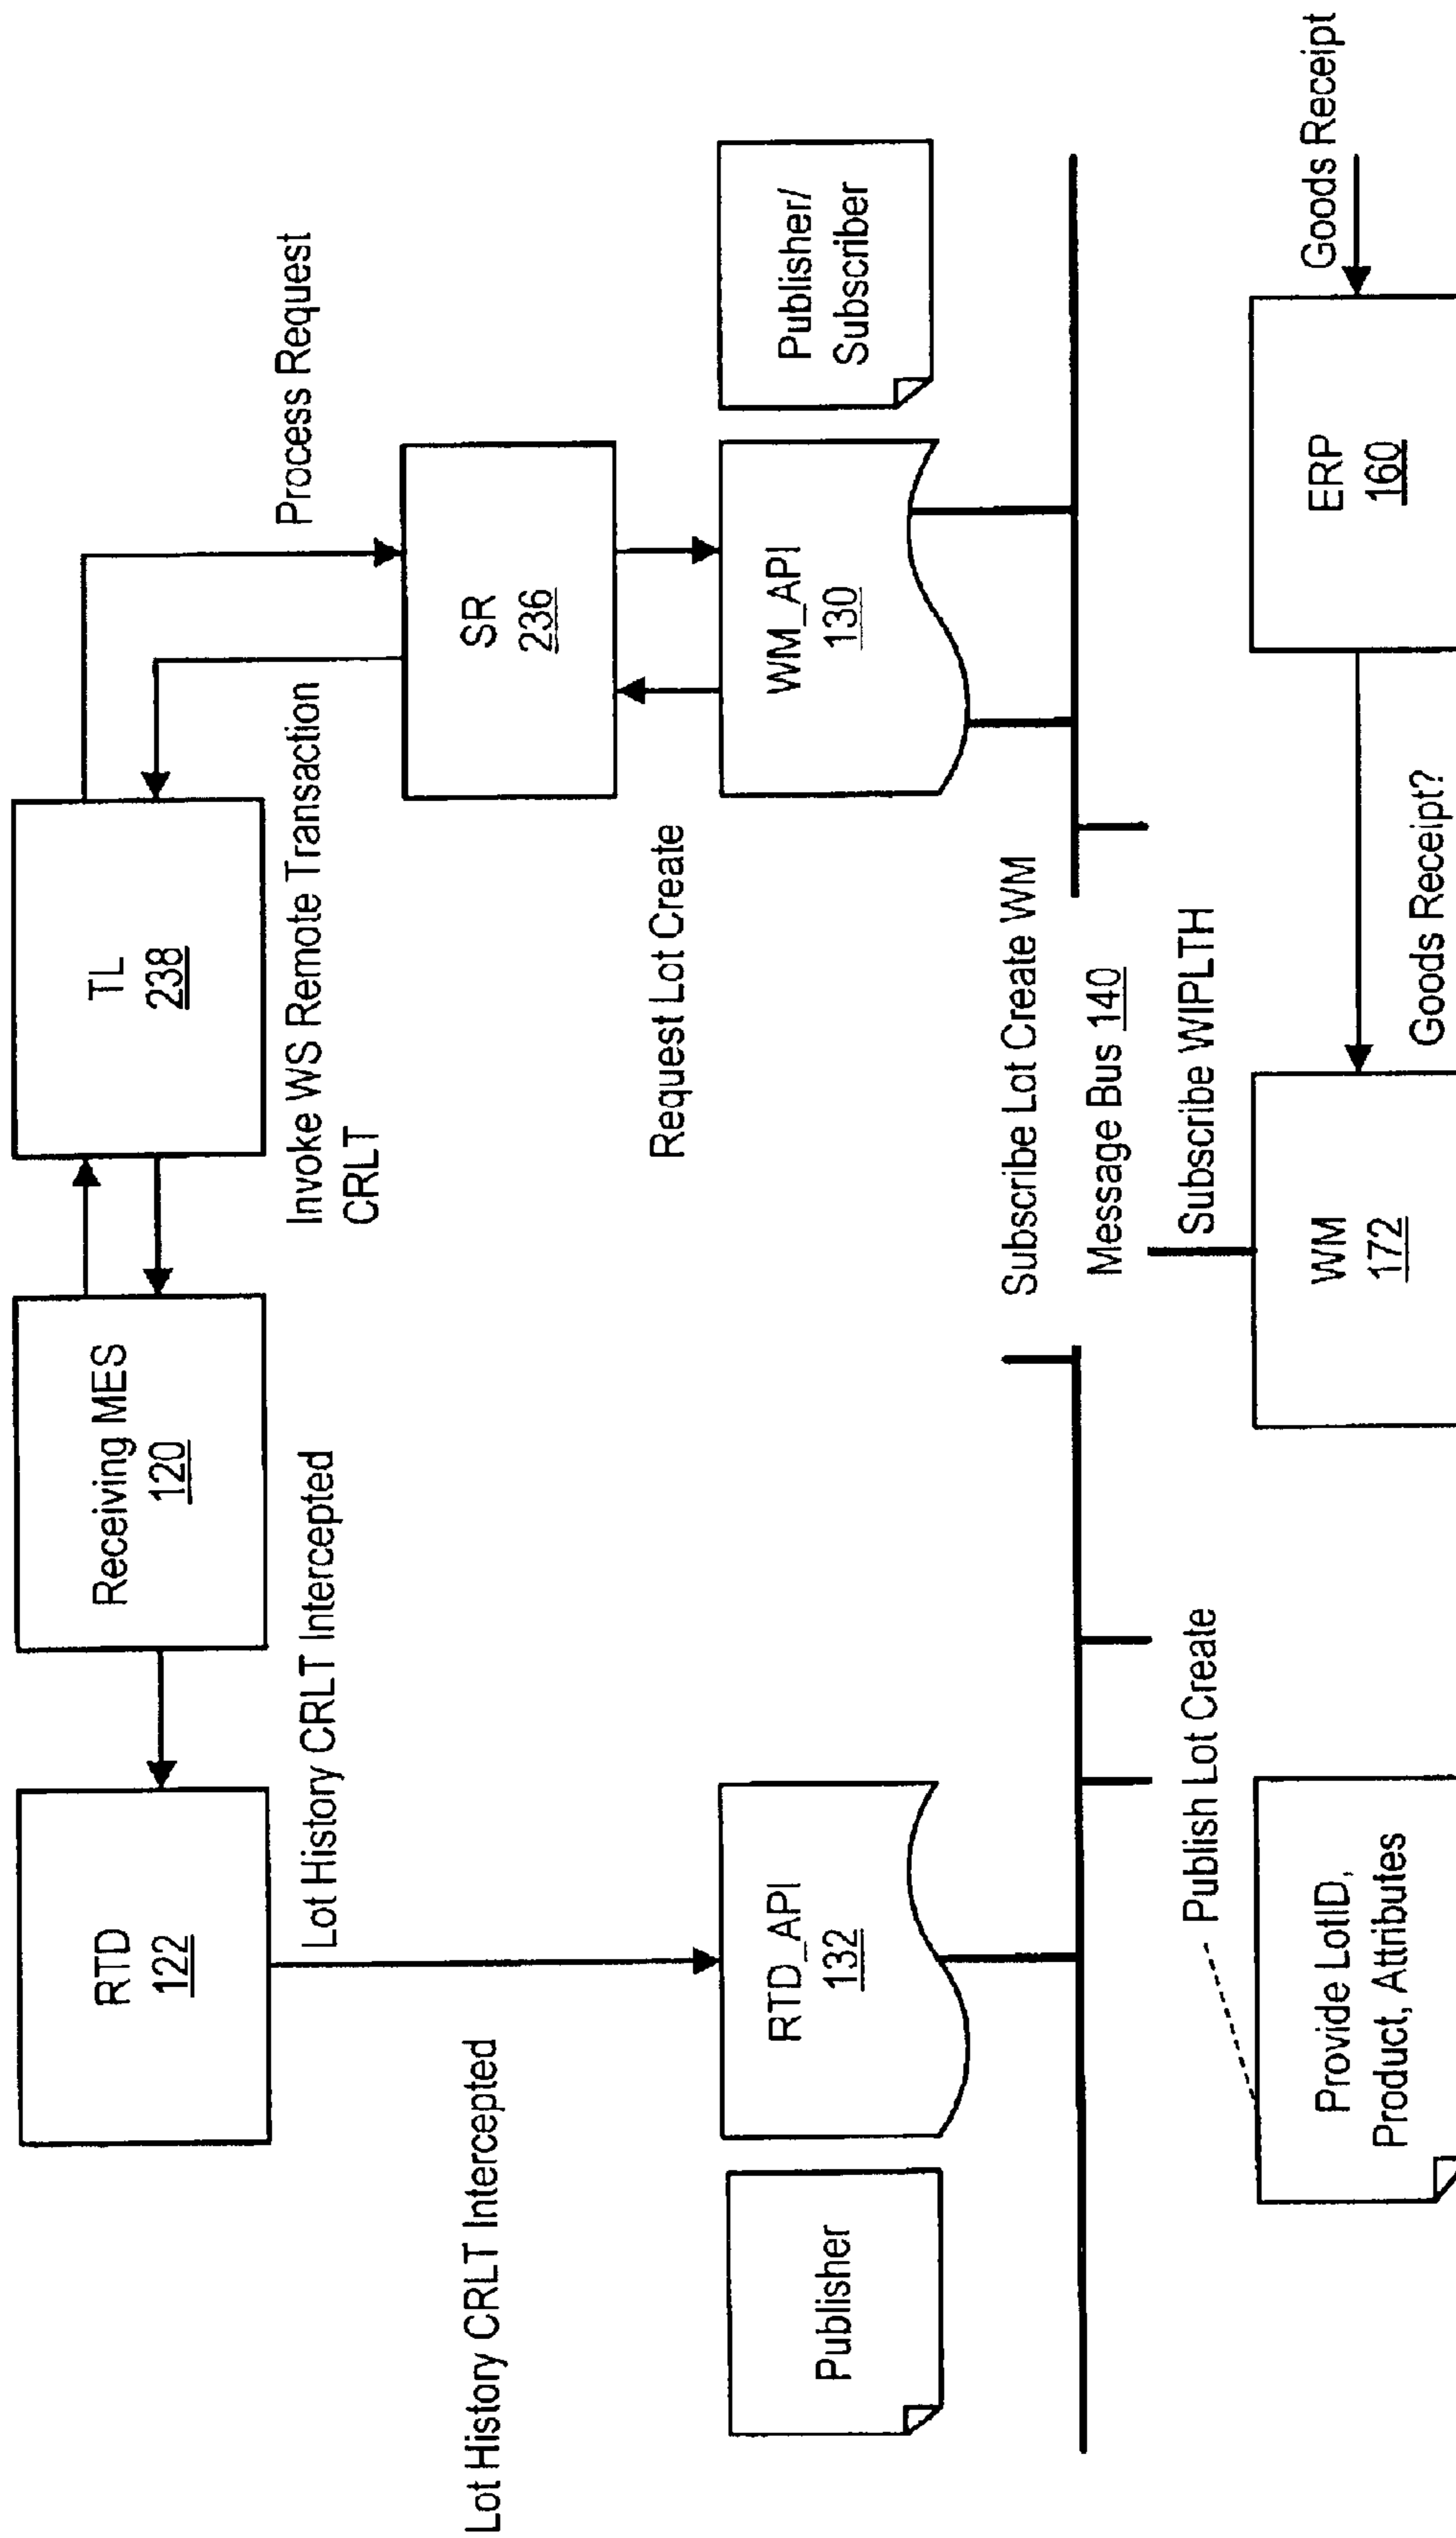 RTD
122
Receiving MES
120
TL
238
Lot History CRLT Intercepted
Invoke WS Remote Transaction
CRLT
Process Request
Lot History CRLT Intercepted
SR
236
Request Lot Create
Publisher
RTD_API
132
WM_API
130
Publisher/
Subscriber
Subscribe Lot Create WM
Message Bus 140
Publish Lot Create
Subscribe WIPLTH
Provide LotID,
Product, Attributes
WM
172
Goods Receipt?
ERP
160
Goods Receipt